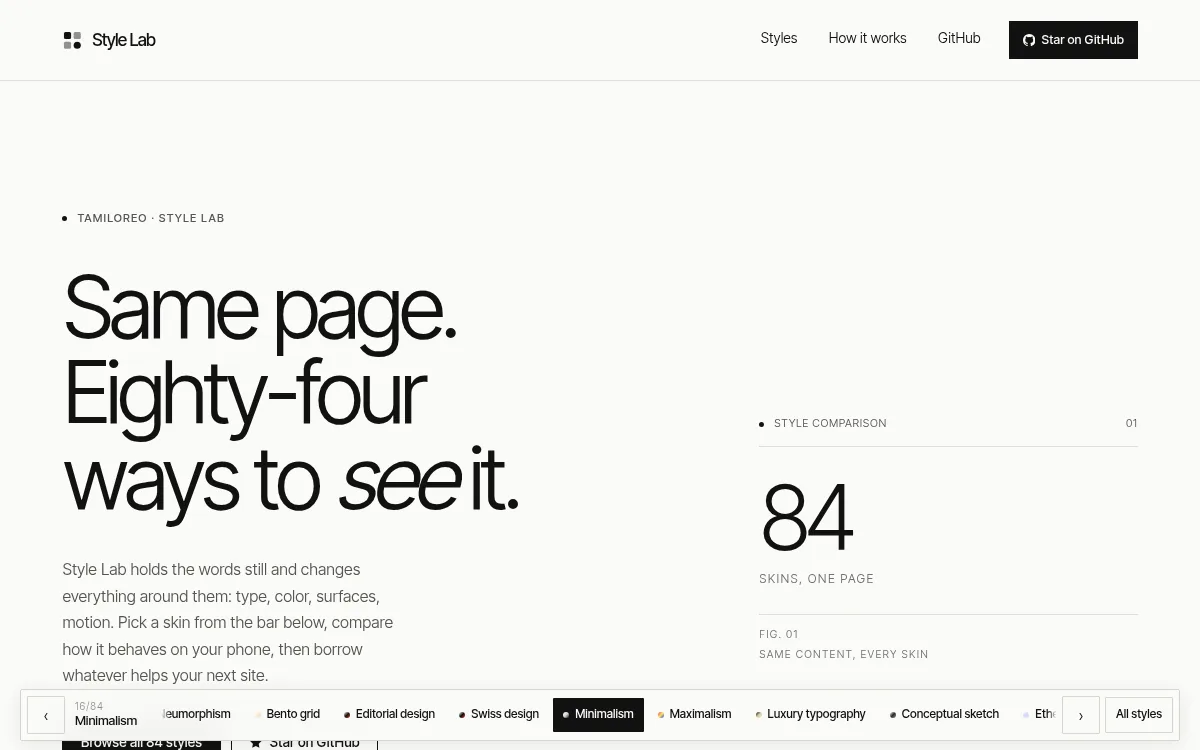 Style Lab
Styles
How it works
GitHub
Star on GitHub
TAMILOREO · STYLE LAB
Same page.
Eighty-four
ways to see it.
Style Lab holds the words still and changes
everything around them: type, color, surfaces,
motion. Pick a skin from the bar below, compare
how it behaves on your phone, then borrow
whatever helps your next site.
STYLE COMPARISON
01
84
SKINS, ONE PAGE
FIG. 01
SAME CONTENT, EVERY SKIN
‹
16/84
Minimalism
eumorphism
Bento grid
Editorial design
Swiss design
Minimalism
Maximalism
Luxury typography
Conceptual sketch
Ethe
›
All styles
Browse all 84 styles
Star on GitHub